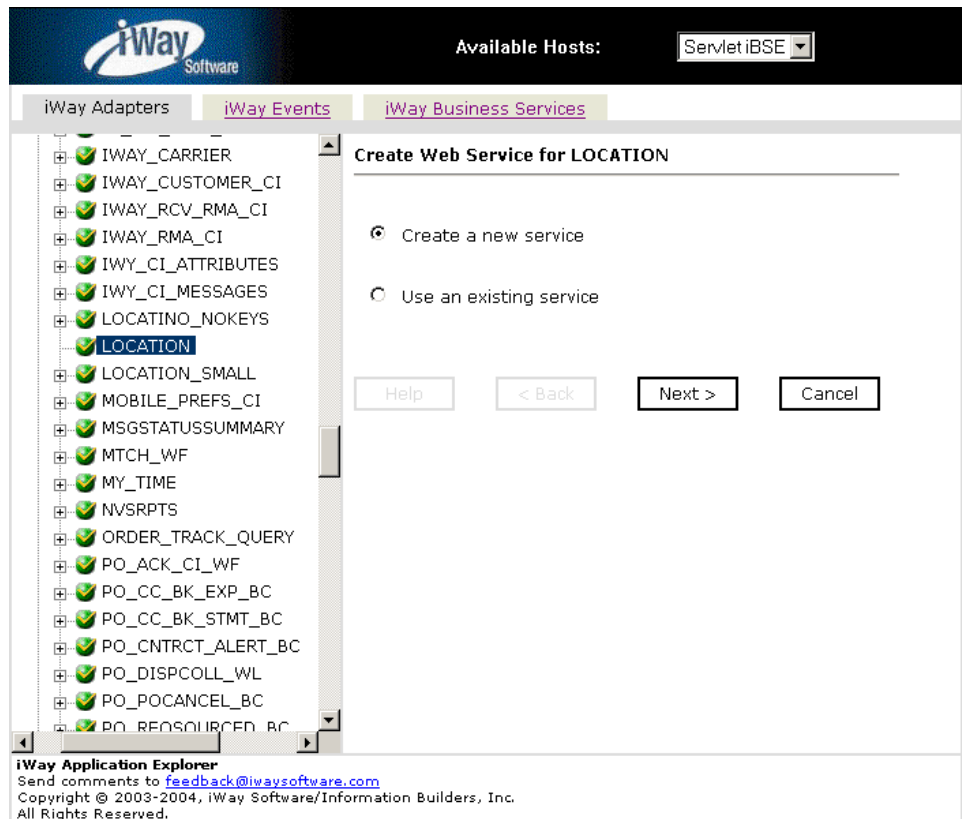 iWay
Software
Available Hosts:
Servlet iBSE
iWay Adapters
iWay Events
iWay Business Services
IWAY_CARRIER
IWAY_CUSTOMER_CI
IWAY_RCV_RMA_CI
IWAY_RMA_CI
IWY_CI_ATTRIBUTES
IWY_CI_MESSAGES
LOCATINO_NOKEYS
LOCATION
LOCATION_SMALL
MOBILE_PREFS_CI
MSGSTATUSSUMMARY
MTCH_WF
MY_TIME
NVSRPTS
ORDER_TRACK_QUERY
PO_ACK_CI_WF
PO_CC_BK_EXP_BC
PO_CC_BK_STMT_BC
PO_CNTRCT_ALERT_BC
PO_DISPCOLL_WL
PO_POCANCEL_BC
PO_REQSOURCED_BC
Create Web Service for LOCATION
Create a new service
Use an existing service
Help
< Back
Next >
Cancel
iWay Application Explorer
Send comments to feedback@iwaysoftware.com
Copyright © 2003-2004, iWay Software/Information Builders, Inc.
All Rights Reserved.